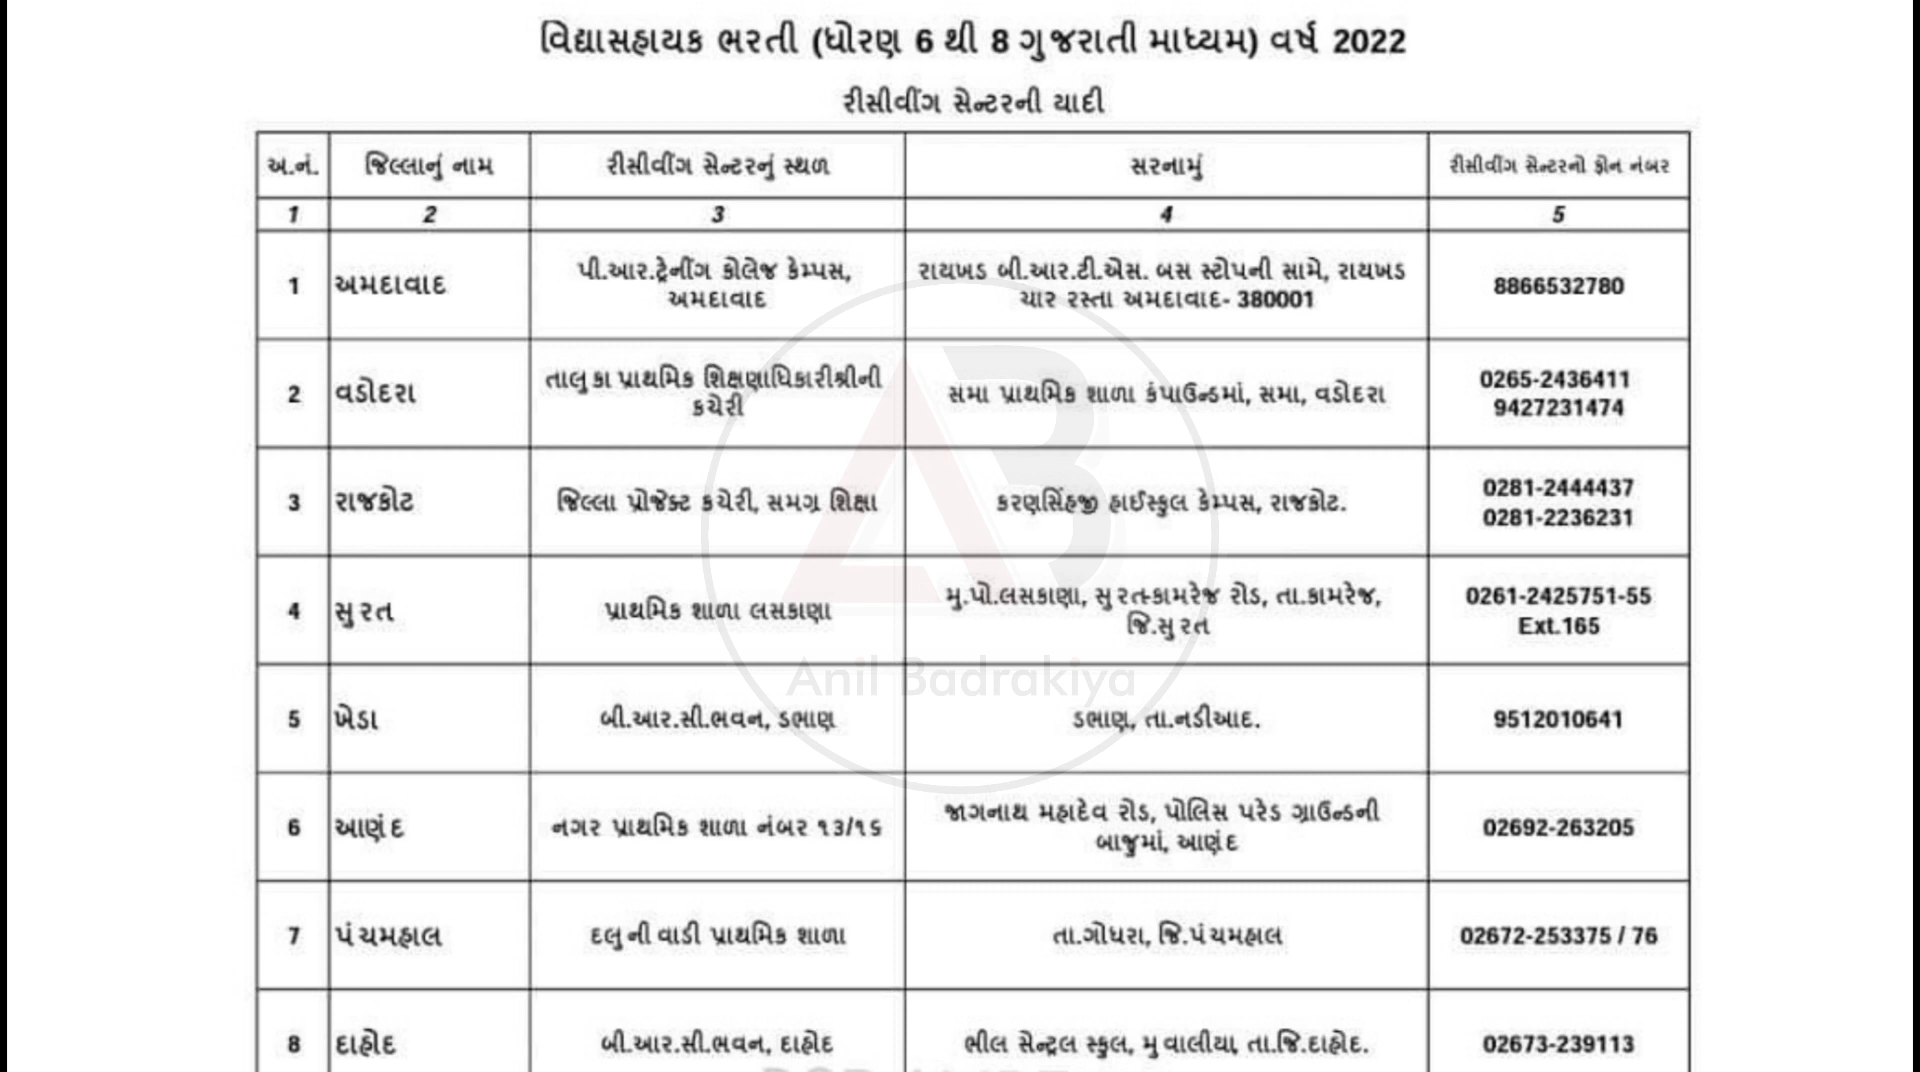 વિદ્યાસહાયક ભરતી (ધોરણ 6 થી 8 ગુજરાતી માધ્યમ) વર્ષ 2022
રીસીવીંગ સેન્ટરની યાદી
અ.નં. જિલ્લાનું નામ રીસીવીંગ સેન્ટરનું સ્થળ સરનામું રીસીવીંગ સેન્ટરનો ફોન નંબર
1 2 3 4 5
1 અમદાવાદ પી.આર.ટ્રેનીંગ કોલેજ કેમ્પસ, અમદાવાદ રાયખડ બી.આર.ટી.એસ. બસ સ્ટોપની સામે, રાયખડ ચાર રસ્તા અમદાવાદ- 380001 8866532780
2 વડોદરા તાલુકા પ્રાથમિક શિક્ષણાધિકારીશ્રીની કચેરી સમા પ્રાથમિક શાળા કંપાઉન્ડમાં, સમા, વડોદરા 0265-2436411 9427231474
3 રાજકોટ જિલ્લા પ્રોજેક્ટ કચેરી, સમગ્ર શિક્ષા કરણસિંહજી હાઈસ્કુલ કેમ્પસ, રાજકોટ. 0281-2444437 0281-2236231
4 સુરત પ્રાથમિક શાળા લસકાણા મુ.પો.લસકાણા, સુરત-કામરેજ રોડ, તા.કામરેજ, જિ.સુરત 0261-2425751-55 Ext.165
Anil Badrakiya
5 ખેડા બી.આર.સી.ભવન, ડભાણ ડભાણ, તા.નડીઆદ. 9512010641
6 આણંદ નગર પ્રાથમિક શાળા નંબર ૧૩/૧૬ જાગનાથ મહાદેવ રોડ, પોલિસ પરેડ ગ્રાઉન્ડની બાજુમાં, આણંદ 02692-263205
7 પંચમહાલ દલુની વાડી પ્રાથમિક શાળા તા.ગોધરા, જિ.પંચમહાલ 02672-253375 / 76
8 દાહોદ બી.આર.સી.ભવન, દાહોદ ભીલ સેન્ટ્રલ સ્કુલ, મુવાલીયા, તા.જિ.દાહોદ. 02673-239113